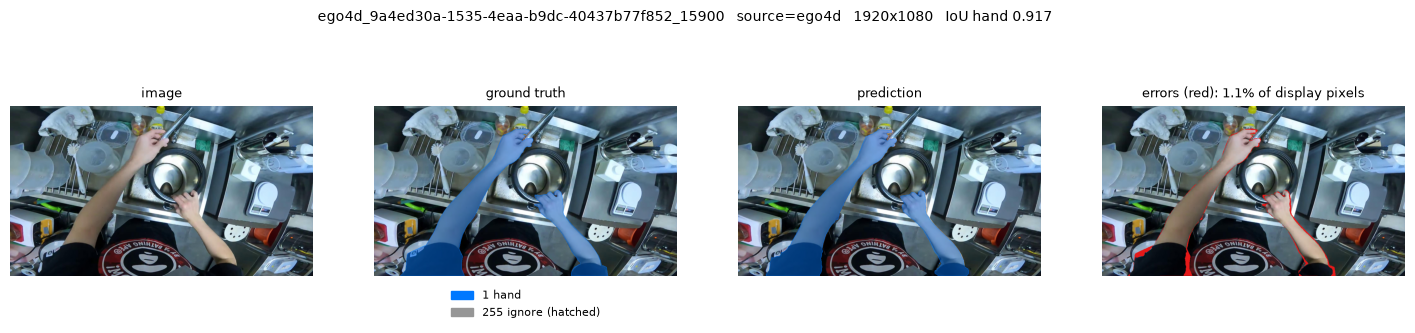 ego4d_9a4ed30a-1535-4eaa-b9dc-40437b77f852_15900 source=ego4d 1920x1080 IoU hand 0.917
image
ground truth
prediction
errors (red): 1.1% of display pixels
1 hand
255 ignore (hatched)